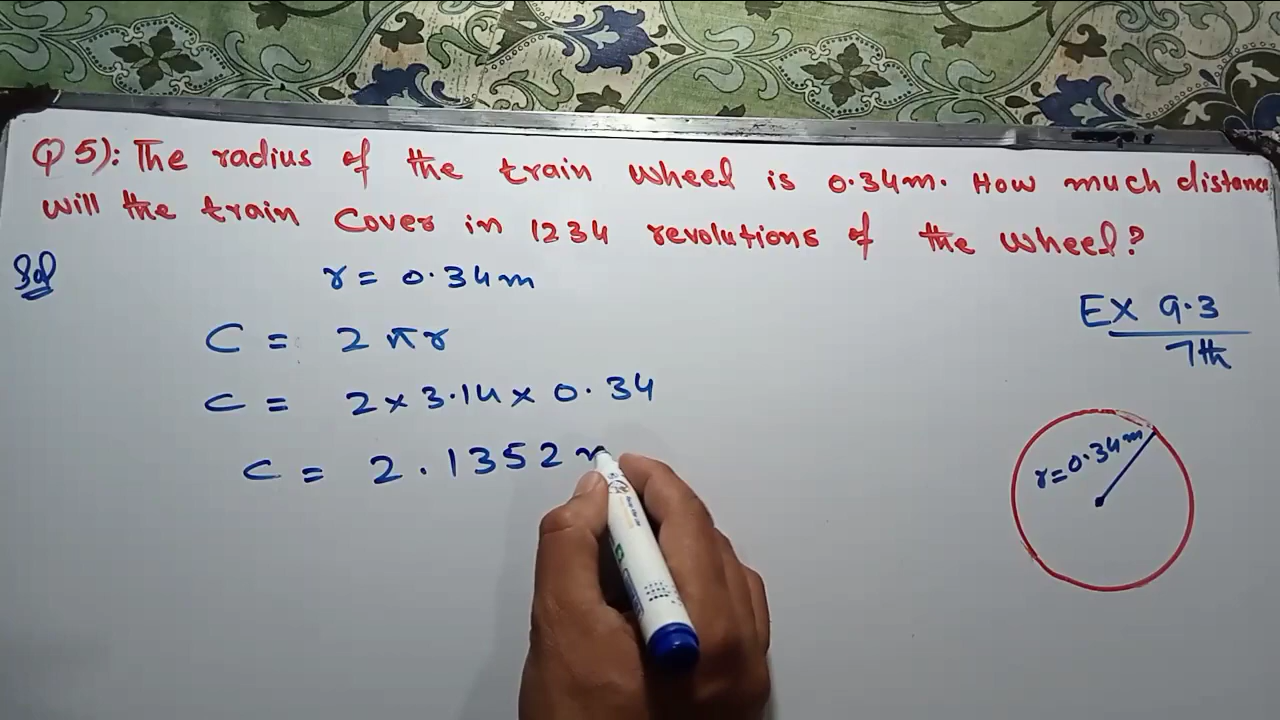 Q5): The radius of the train wheel is 0.34m. How much distance
will the train cover in 1234 revolutions of the wheel?
Sol
r = 0.34m
C = 2πr
C = 2×3.14×0.34
C = 2.1352 m
EX 9.3
7th
r=0.34m